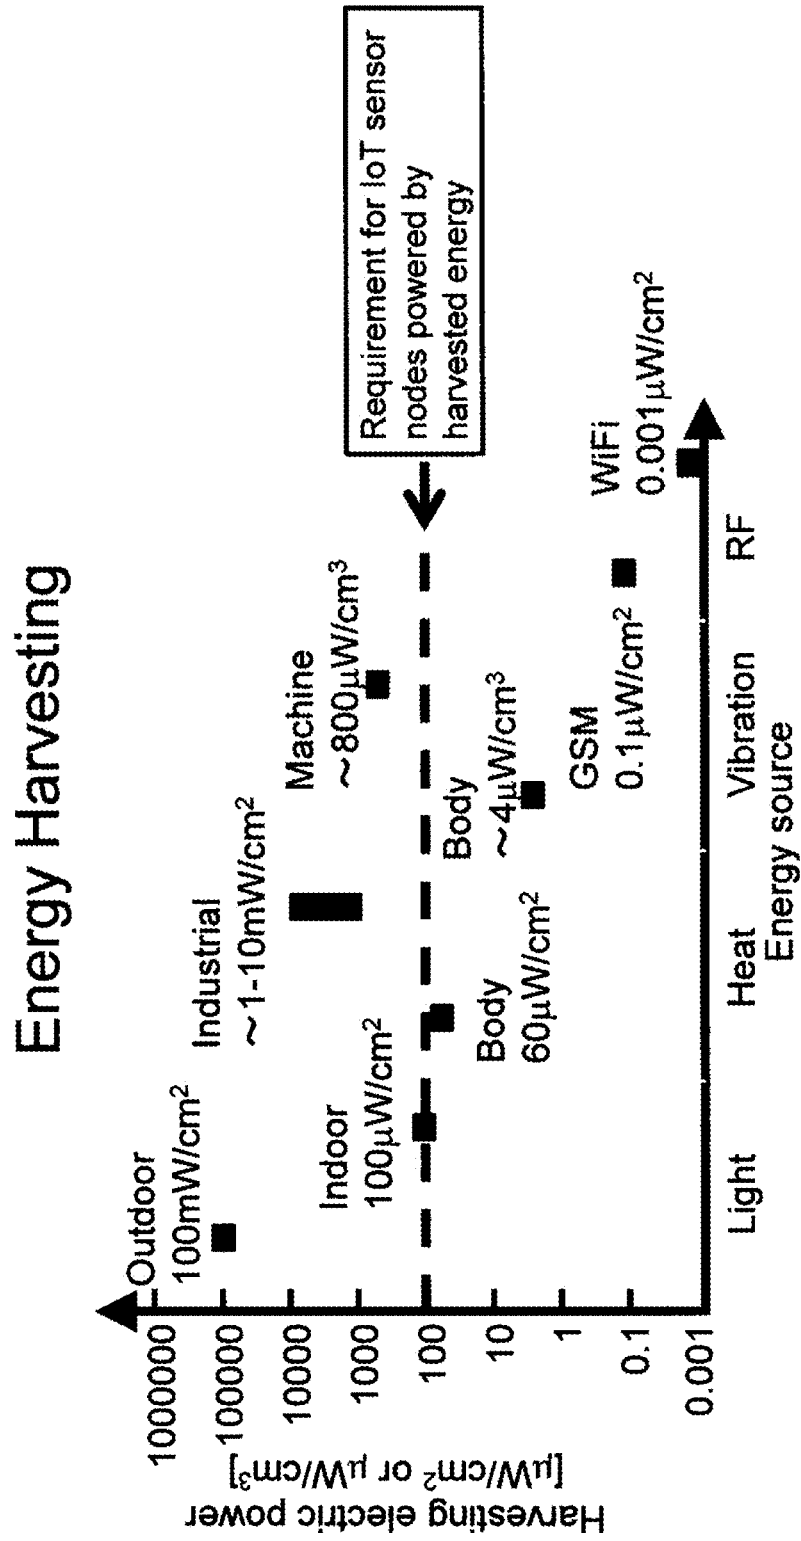 Energy Harvesting
Harvesting electric power
[μW/cm² or μW/cm³]
1000000
100000
10000
1000
100
10
1
0.1
0.001
Outdoor
100mW/cm²
Indoor
100μW/cm²
Industrial
~1-10mW/cm²
Body
60μW/cm²
Machine
~800μW/cm³
Body
~4μW/cm³
GSM
0.1μW/cm²
WiFi
0.001μW/cm²
Requirement for IoT sensor
nodes powered by
harvested energy
Light
Heat
Vibration
RF
Energy source